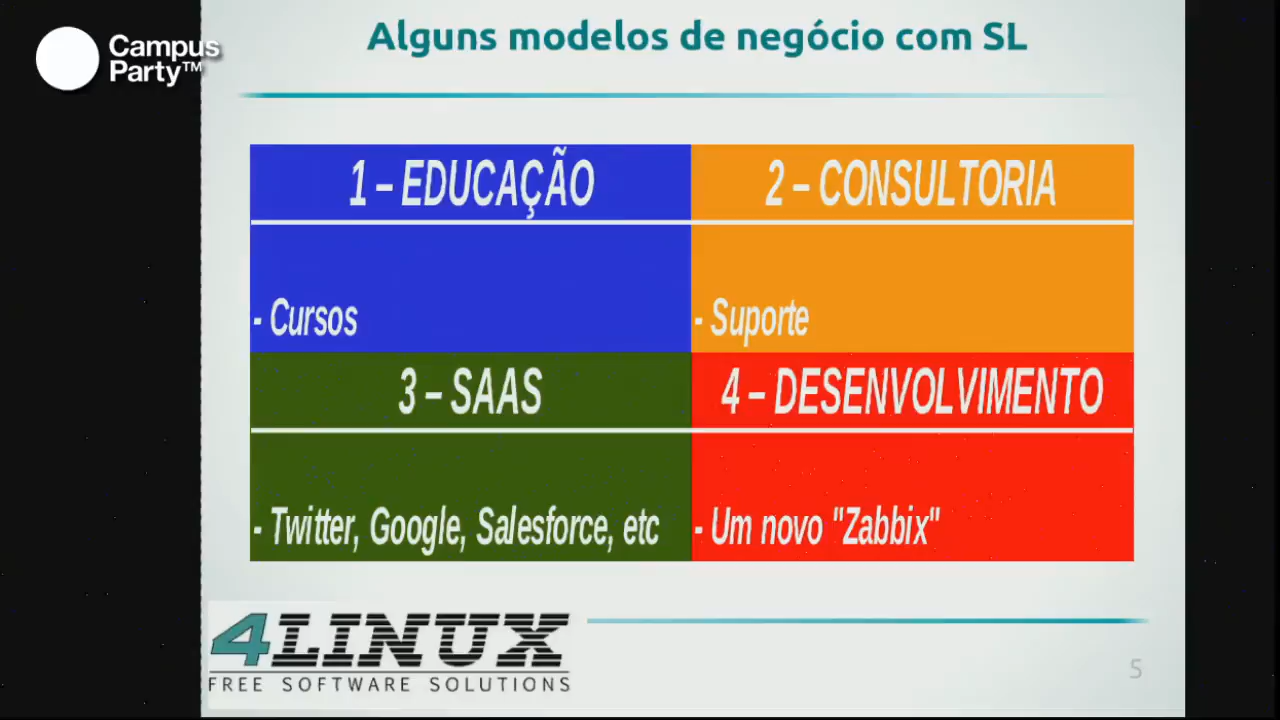 Campus
Party™
Alguns modelos de negócio com SL
1 – EDUCAÇÃO
2 – CONSULTORIA
- Cursos
- Suporte
3 – SAAS
4 – DESENVOLVIMENTO
- Twitter, Google, Salesforce, etc
- Um novo "Zabbix"
4LINUX
FREE SOFTWARE SOLUTIONS
5